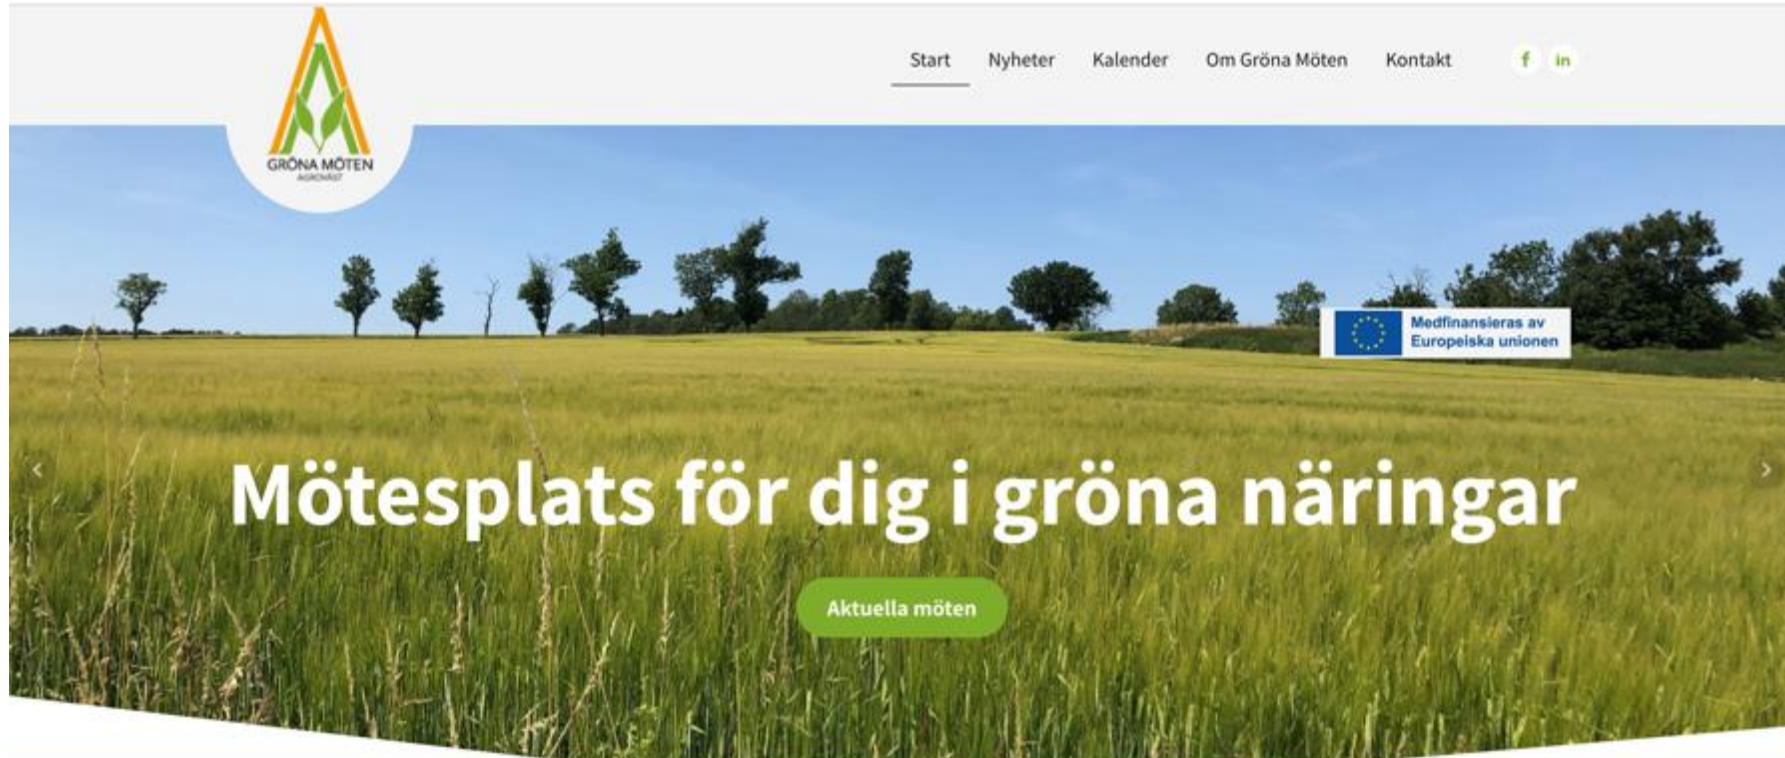 GRÖNA MÖTEN
AGROVÄST
Start
Nyheter
Kalender
Om Gröna Möten
Kontakt
f
in
Medfinansieras av
Europeiska unionen
Mötesplats för dig i gröna näringar
Aktuella möten